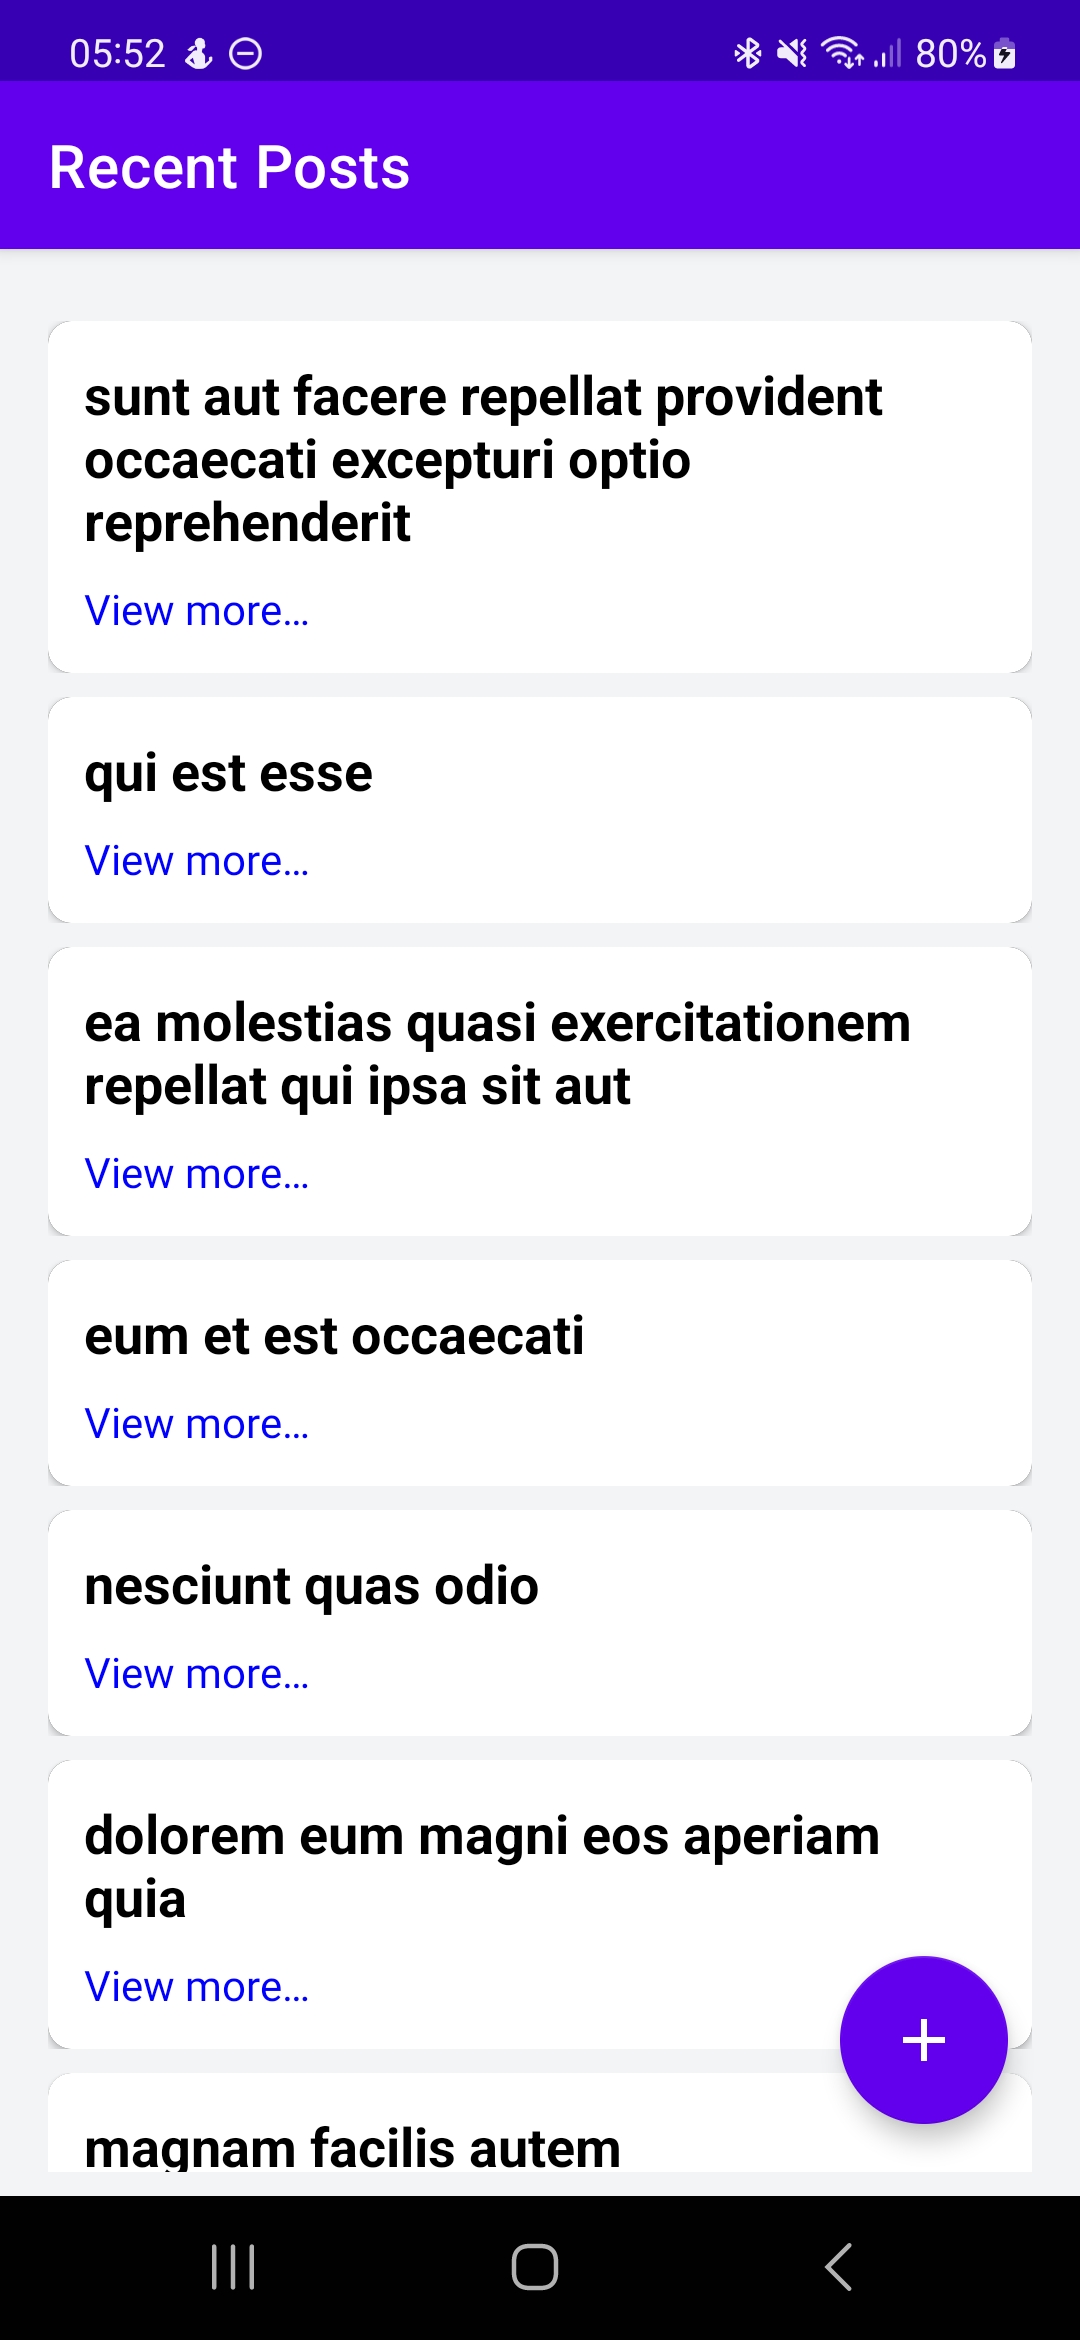 05:52
80%
Recent Posts
sunt aut facere repellat provident
occaecati excepturi optio
reprehenderit
View more...
qui est esse
View more...
ea molestias quasi exercitationem
repellat qui ipsa sit aut
View more...
eum et est occaecati
View more...
nesciunt quas odio
View more...
dolorem eum magni eos aperiam
quia
View more...
magnam facilis autem